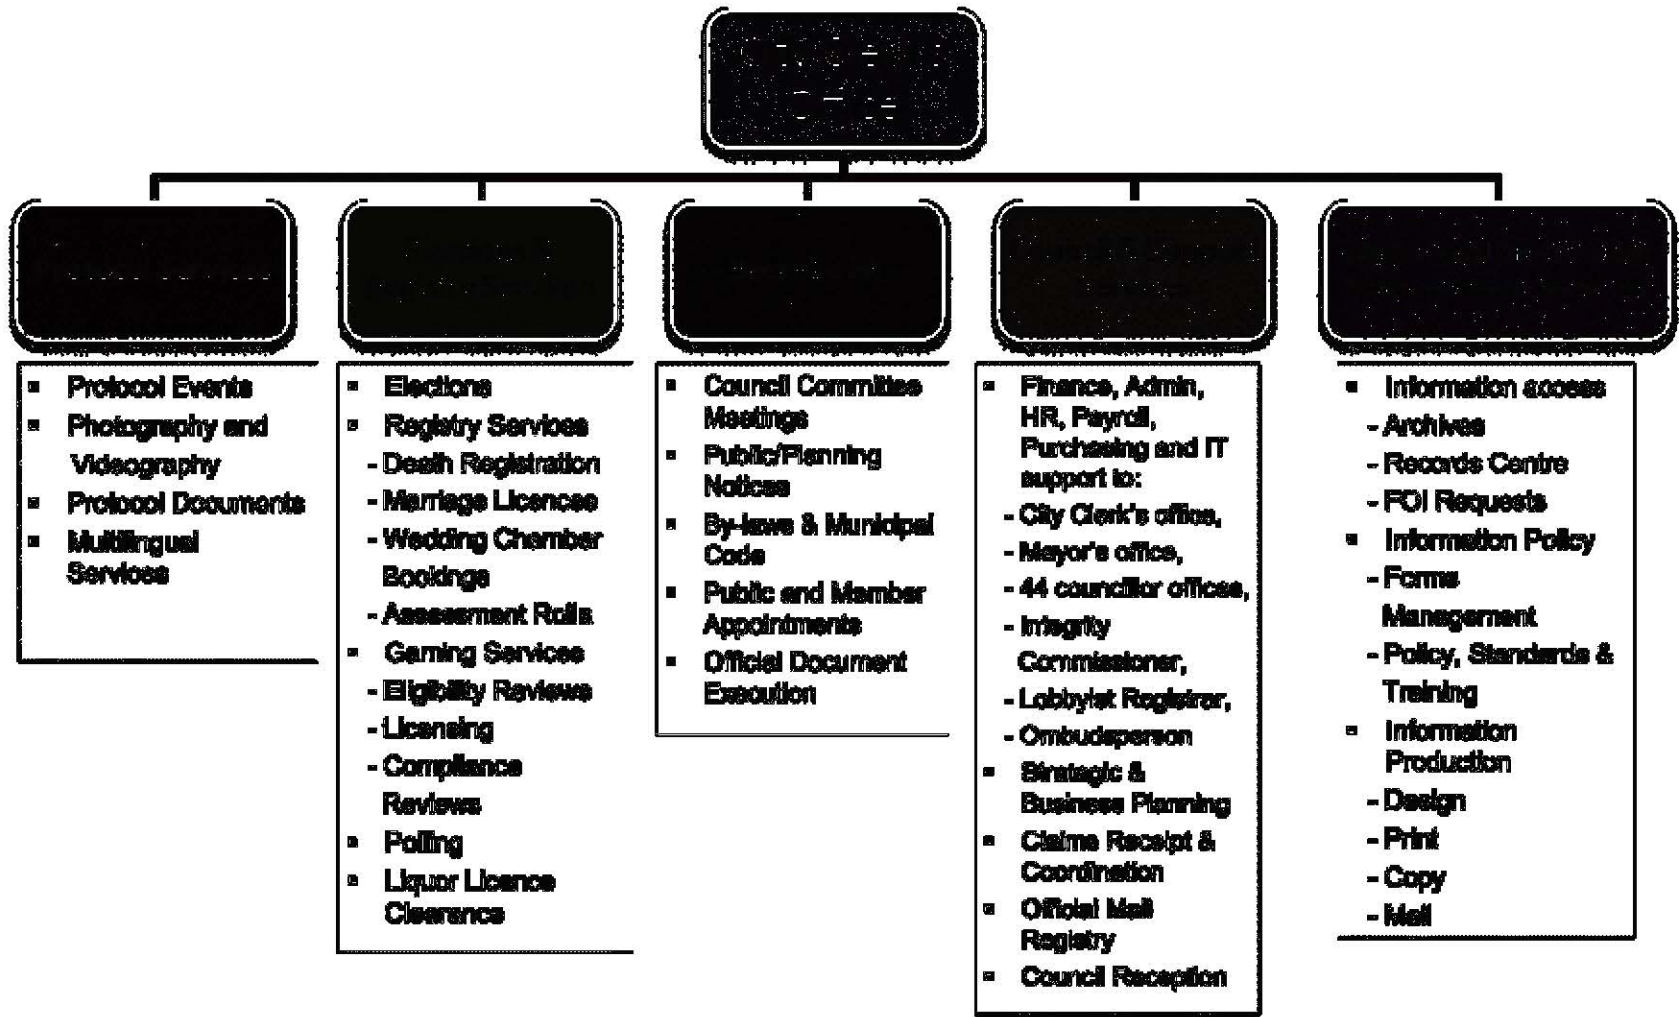 ▪ Protocol Events
▪ Photography and
Videography
▪ Protocol Documents
▪ Multilingual
Services
▪ Elections
▪ Registry Services
- Death Registration
- Marriage Licences
- Wedding Chamber
Bookings
- Assessment Rolls
▪ Gaming Services
- Eligibility Reviews
- Licensing
- Compliance
Reviews
▪ Polling
▪ Liquor Licence
Clearance
▪ Council Committee
Meetings
▪ Public/Planning
Notices
▪ By-laws & Municipal
Code
▪ Public and Member
Appointments
▪ Official Document
Execution
▪ Finance, Admin,
HR, Payroll,
Purchasing and IT
support to:
- City Clerk's office,
- Mayor's office,
- 44 councillor offices,
- Integrity
Commissioner,
- Lobbyist Registrar,
- Ombudsperson
▪ Strategic &
Business Planning
▪ Claims Receipt &
Coordination
▪ Official Mail
Registry
▪ Council Reception
▪ Information access
- Archives
- Records Centre
- FOI Requests
▪ Information Policy
- Forms
Management
- Policy, Standards &
Training
▪ Information
Production
- Design
- Print
- Copy
- Mail